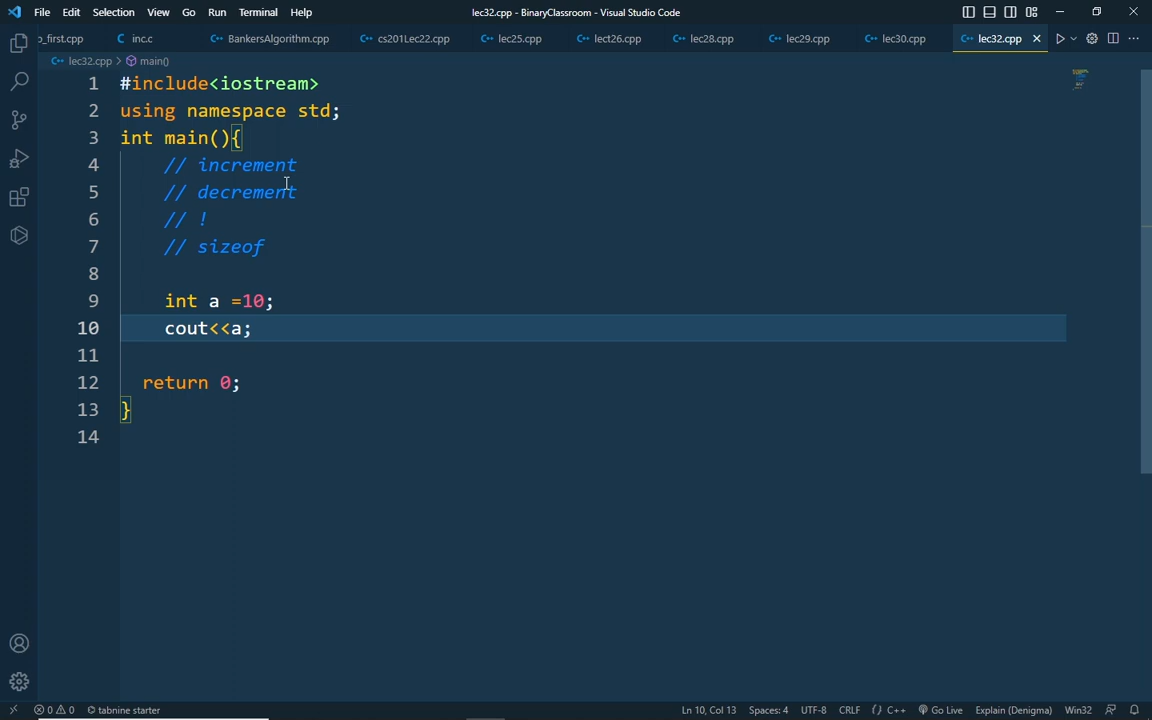 File Edit Selection View Go Run Terminal Help lec32.cpp - BinaryClassroom - Visual Studio Code
o_first.cpp inc.c BankersAlgorithm.cpp cs201Lec22.cpp lec25.cpp lect26.cpp lec28.cpp lec29.cpp lec30.cpp lec32.cpp
lec32.cpp > main()
1 #include<iostream>
2 using namespace std;
3 int main(){
4 // increment
5 // decrement
6 // !
7 // sizeof
8
9 int a =10;
10 cout<<a;
11
12 return 0;
13 }
14
0 0 tabnine starter Ln 10, Col 13 Spaces: 4 UTF-8 CRLF {} C++ Go Live Explain (Denigma) Win32